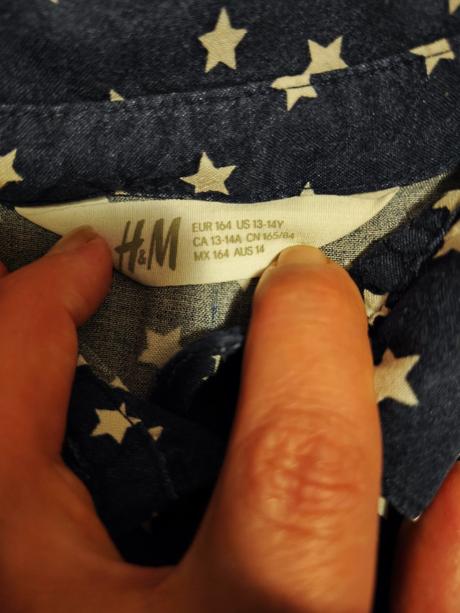 H&M
EUR 164 US 13-14Y
CA 13-14A CN 165/84
MX 164 AUS 14